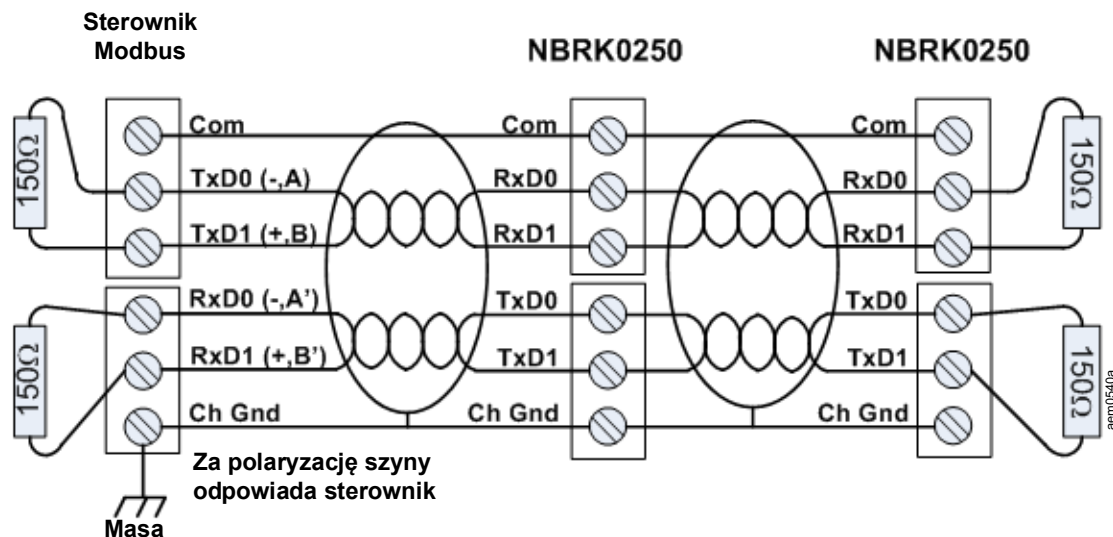 Sterownik
Modbus
NBRK0250
NBRK0250
150Ω
Com
Com
Com
150Ω
TxD0 (-,A)
RxD0
RxD0
TxD1 (+,B)
RxD1
RxD1
150Ω
RxD0 (-,A')
TxD0
TxD0
150Ω
RxD1 (+,B')
TxD1
TxD1
Ch Gnd
Ch Gnd
Ch Gnd
aem0540a
Za polaryzację szyny
odpowiada sterownik
Masa